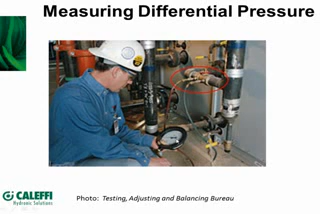 Measuring Differential Pressure
CALEFFI
Hydronic Solutions
Photo: Testing, Adjusting and Balancing Bureau